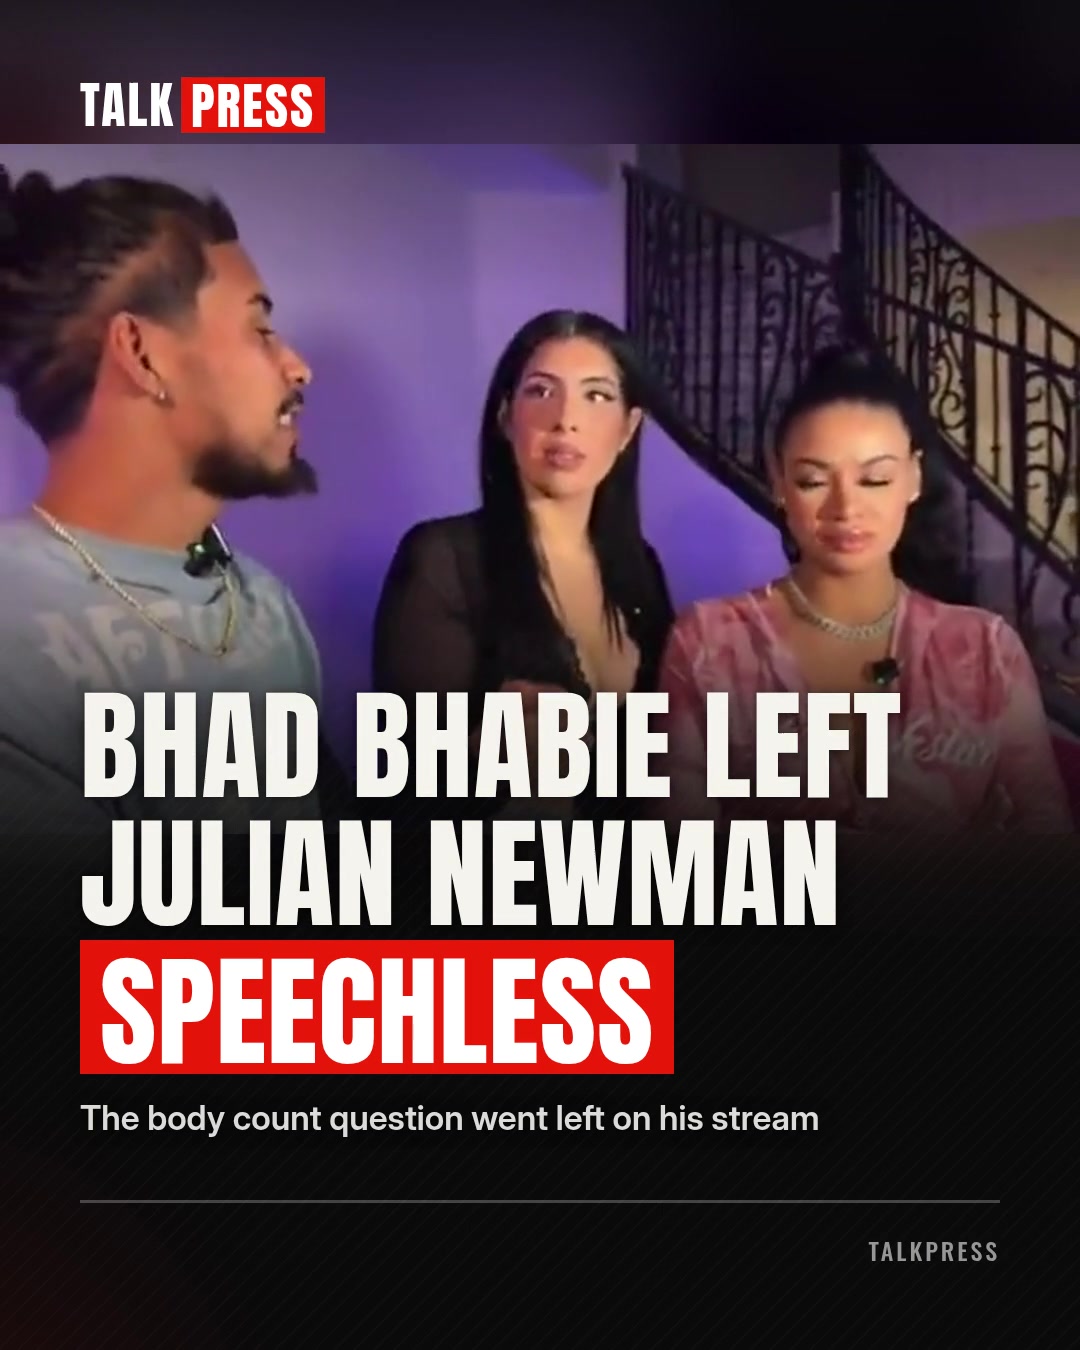 TALK PRESS
BHAD BHABIE LEFT
JULIAN NEWMAN
SPEECHLESS
The body count question went left on his stream
TALKPRESS